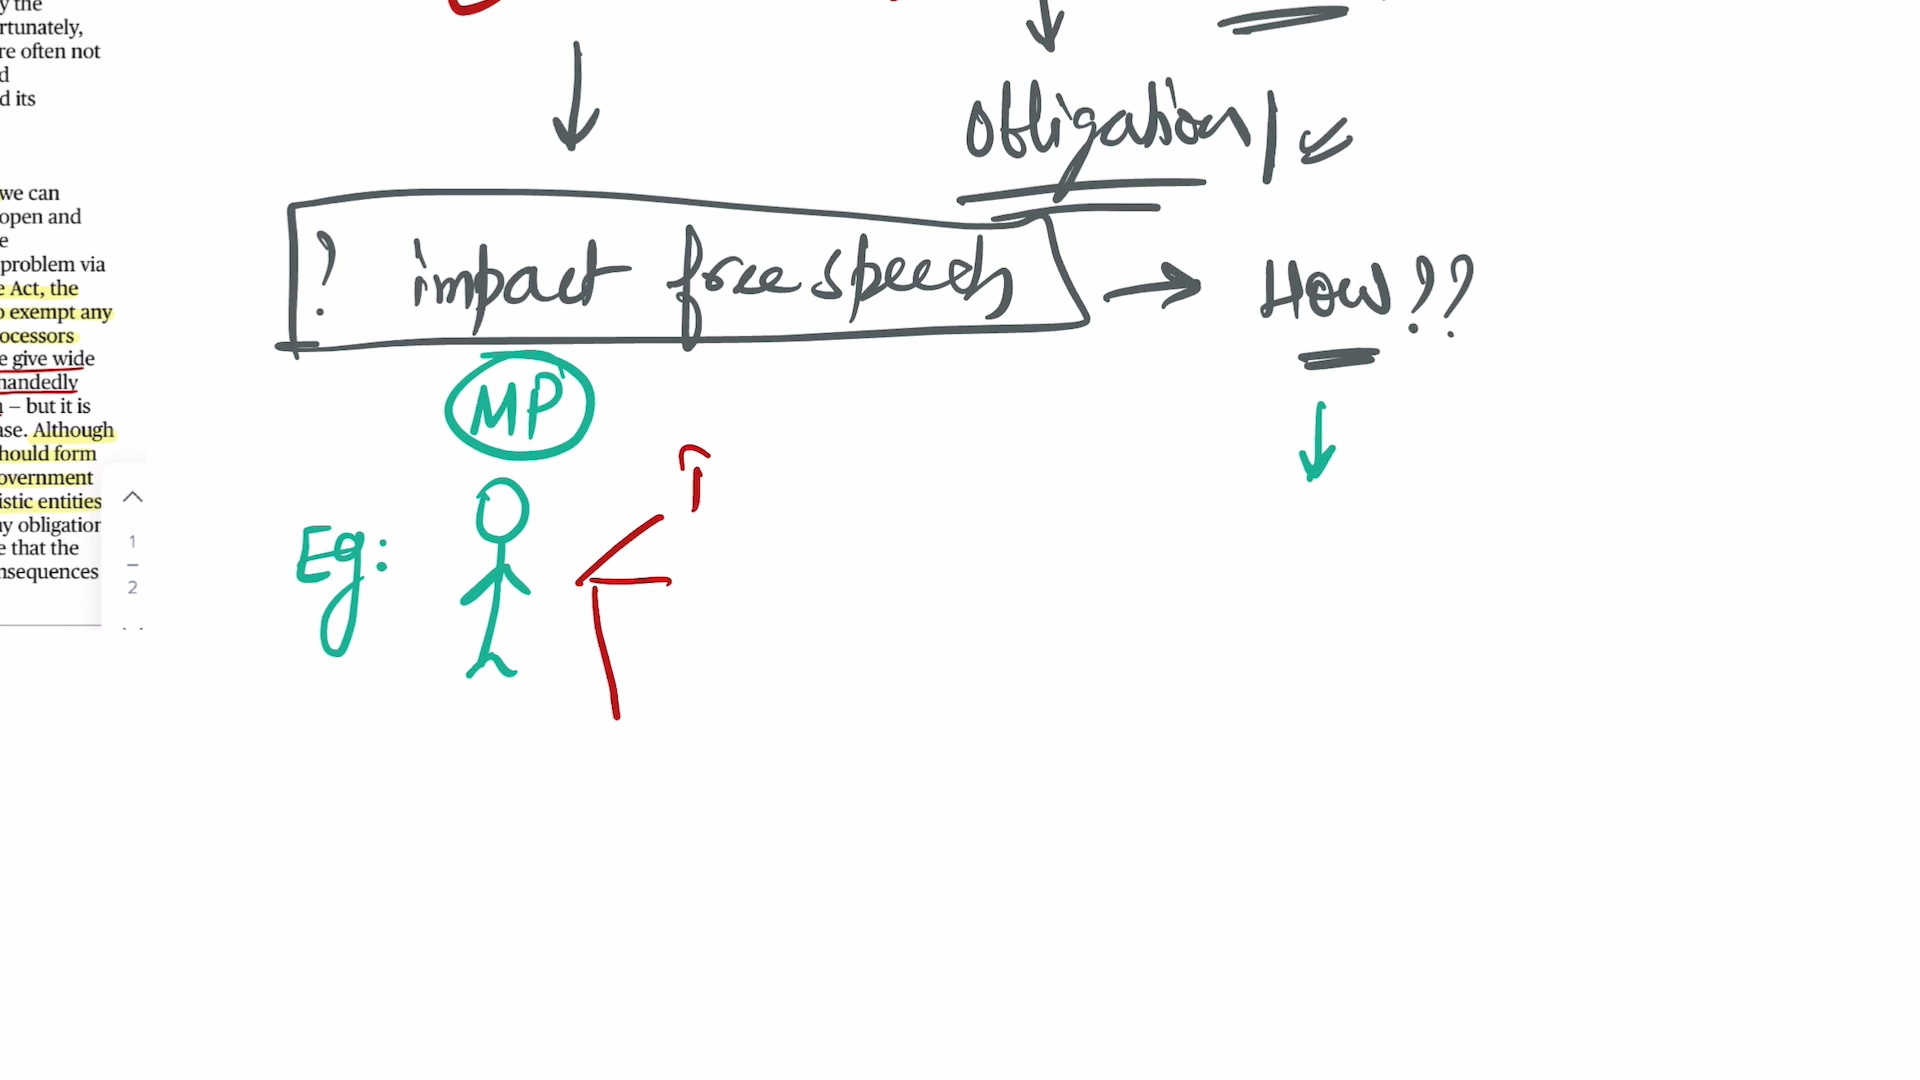 y the
rtunately,
re often not
d
d its
we can
open and
e
problem via
e Act, the
o exempt any
ocessors
e give wide
handedly
– but it is
ase. Although
hould form
overnment
istic entities
ny obligation
e that the
nsequences
1
–
2
obligation
? impact free speech
How ??
MP
Eg: